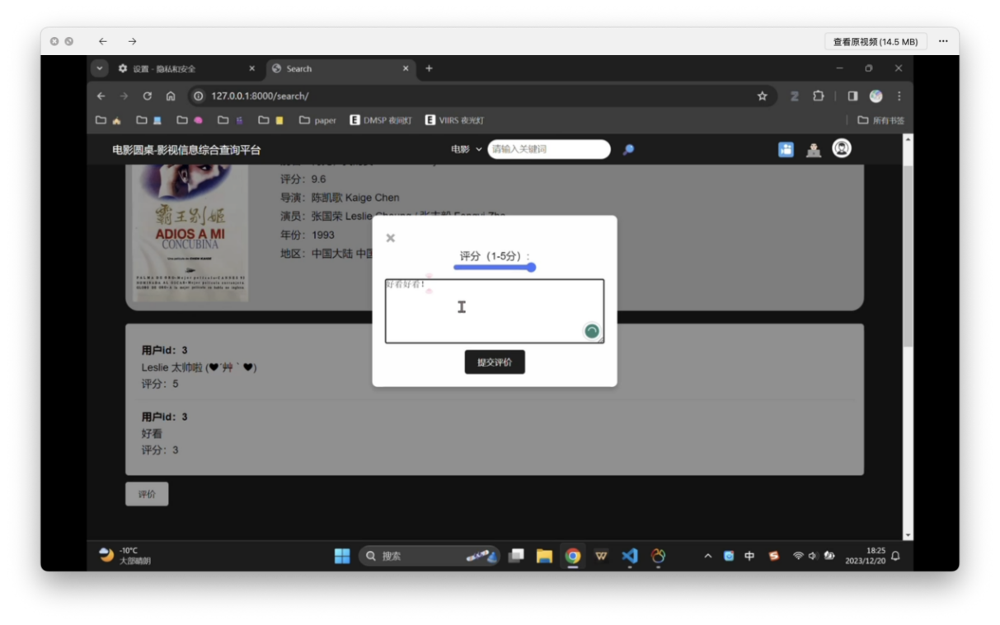 查看原视频 (14.5 MB)
设置 - 隐私和安全
Search
127.0.0.1:8000/search/
paper
DMSP 夜间灯
VIIRS 夜光灯
所有书签
电影圆桌-影视信息综合查询平台
电影
请输入关键词
评分：9.6
导演：陈凯歌 Kaige Chen
演员：张国荣 Leslie Cheung
年份：1993
地区：中国大陆 中国
霸王别姬
ADIOS A MI
CONCUBINA
评分（1-5分）:
好看好看!
提交评价
用户id：3
Leslie 太帅啦 (♥´艸｀♥)
评分：5
用户id：3
好看
评分：3
评价
-10°C
大部晴朗
搜索
中
18:25
2023/12/20